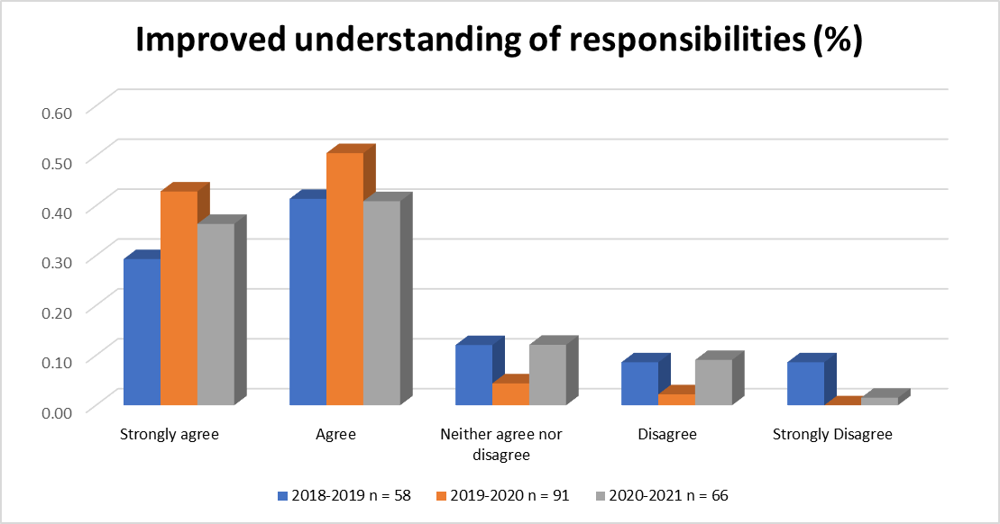 Improved understanding of responsibilities (%)
0.60
0.50
0.40
0.30
0.20
0.10
0.00
Strongly agree
Agree
Neither agree nor
disagree
Disagree
Strongly Disagree
2018-2019 n = 58
2019-2020 n = 91
2020-2021 n = 66